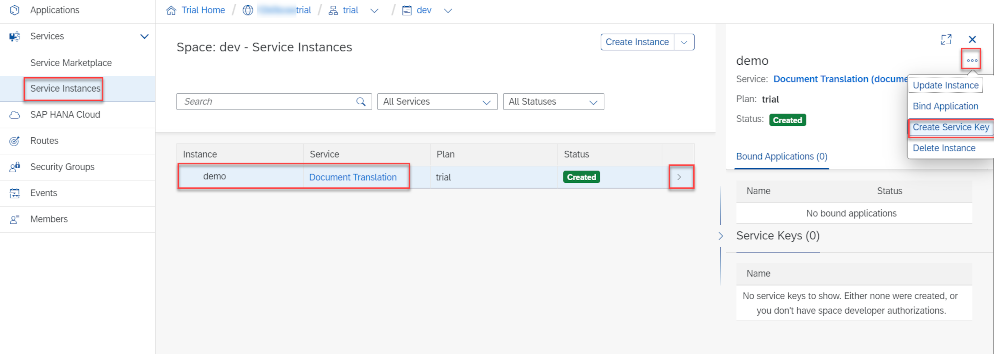 Applications
Services
Service Marketplace
Service Instances
SAP HANA Cloud
Routes
Security Groups
Events
Members
Trial Home / trial / trial / dev
Space: dev - Service Instances
Create Instance
Search
All Services
All Statuses
Instance Service Plan Status
demo Document Translation trial Created
demo
Service: Document Translation (docume
Plan: trial
Status: Created
Update Instance
Bind Application
Create Service Key
Delete Instance
Bound Applications (0)
Name Status
No bound applications
Service Keys (0)
Name
No service keys to show. Either none were created, or
you don't have space developer authorizations.